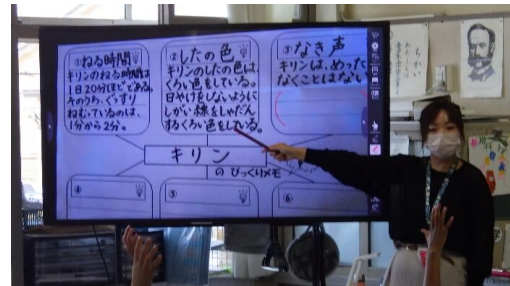 ①ねる時間
キリンのねる時間は
1日20分ほどである。
そのうち、ぐっすり
ねむっているのは、
1分から2分。
②したの色
キリンのしたの色は、
くろい色をしている。
日やけをしないように
しがい線をしゃだん
するくろい色をしている。
③なき声
キリンは、めったに
なくことはない
キリン
のびっくりメモ
④
⑤
⑥